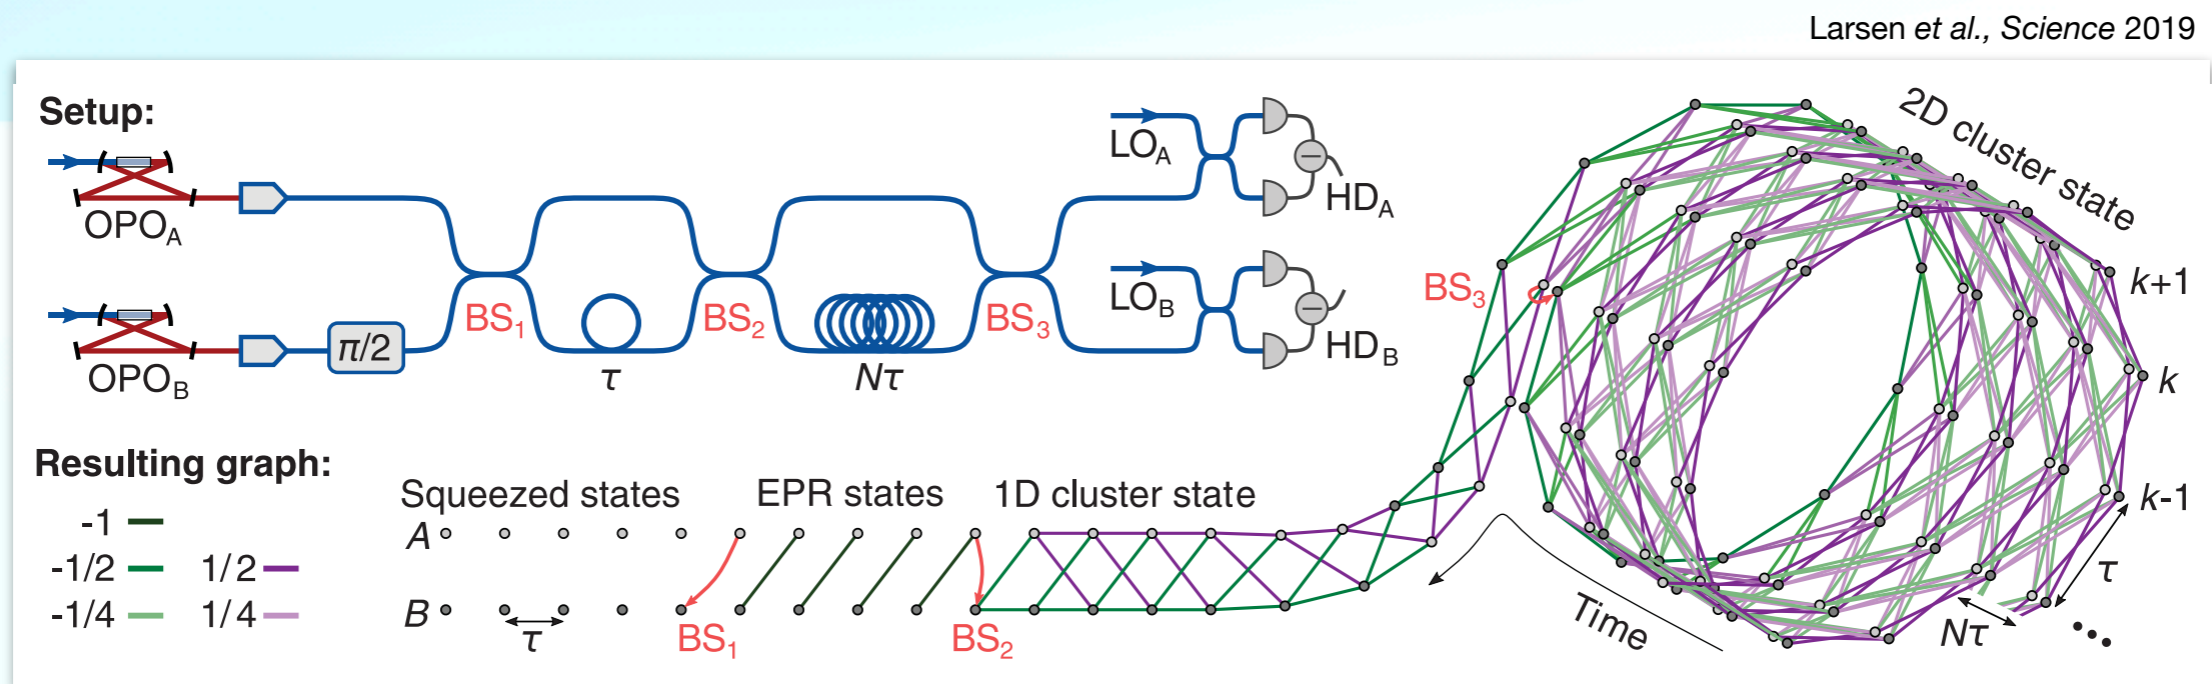 Larsen et al., Science 2019
Setup:
OPOA
OPOB
π/2
BS1
τ
BS2
Nτ
BS3
LOA
HDA
LOB
HDB
Resulting graph:
-1
-1/2 1/2
-1/4 1/4
Squeezed states EPR states 1D cluster state
A
B
τ
BS1
BS2
BS3
2D cluster state
k+1
k
k-1
τ
Nτ
Time
...